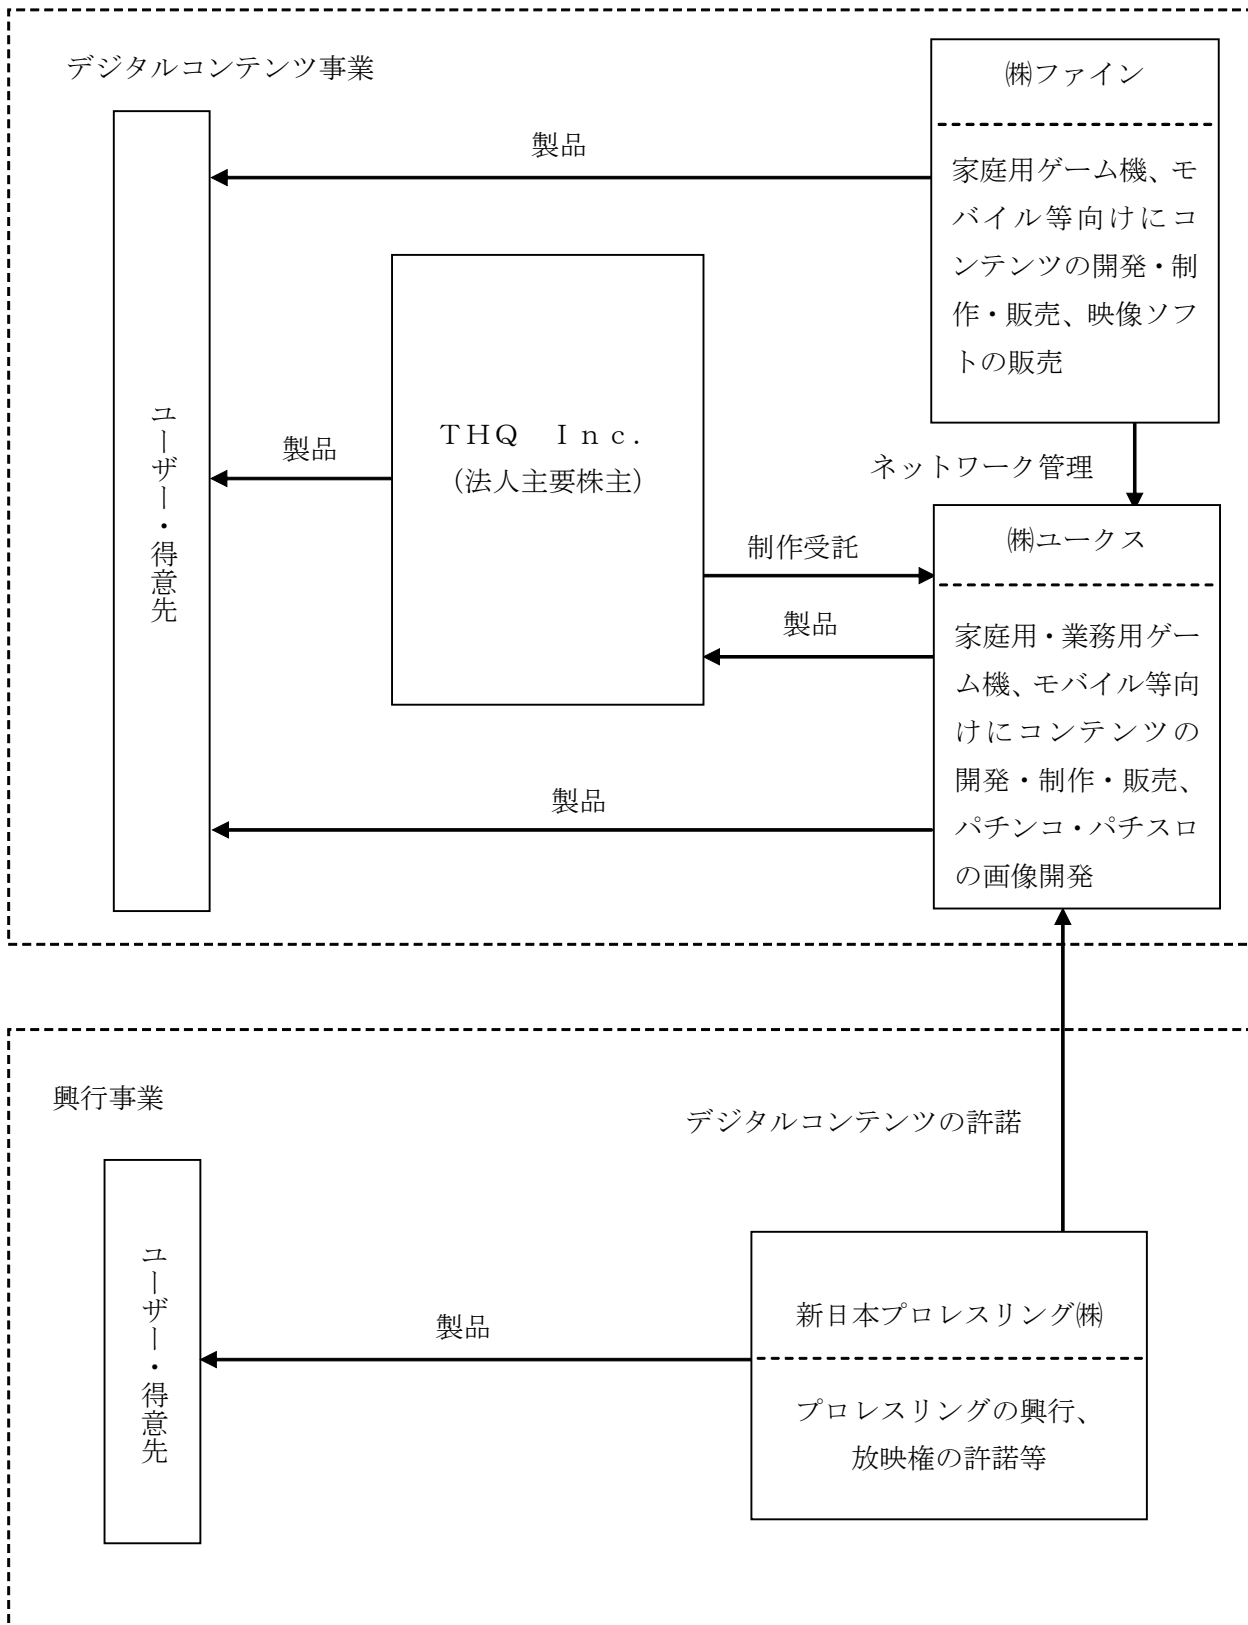 デジタルコンテンツ事業
㈱ファイン
家庭用ゲーム機、モ
バイル等向けにコ
ンテンツの開発・制
作・販売、映像ソフ
トの販売
製品
ユーザー・得意先
THQ Inc.
(法人主要株主)
製品
ネットワーク管理
㈱ユークス
家庭用・業務用ゲー
ム機、モバイル等向
けにコンテンツの
開発・制作・販売、
パチンコ・パチスロ
の画像開発
制作受託
製品
製品
興行事業
デジタルコンテンツの許諾
ユーザー・得意先
製品
新日本プロレスリング㈱
プロレスリングの興行、
放映権の許諾等